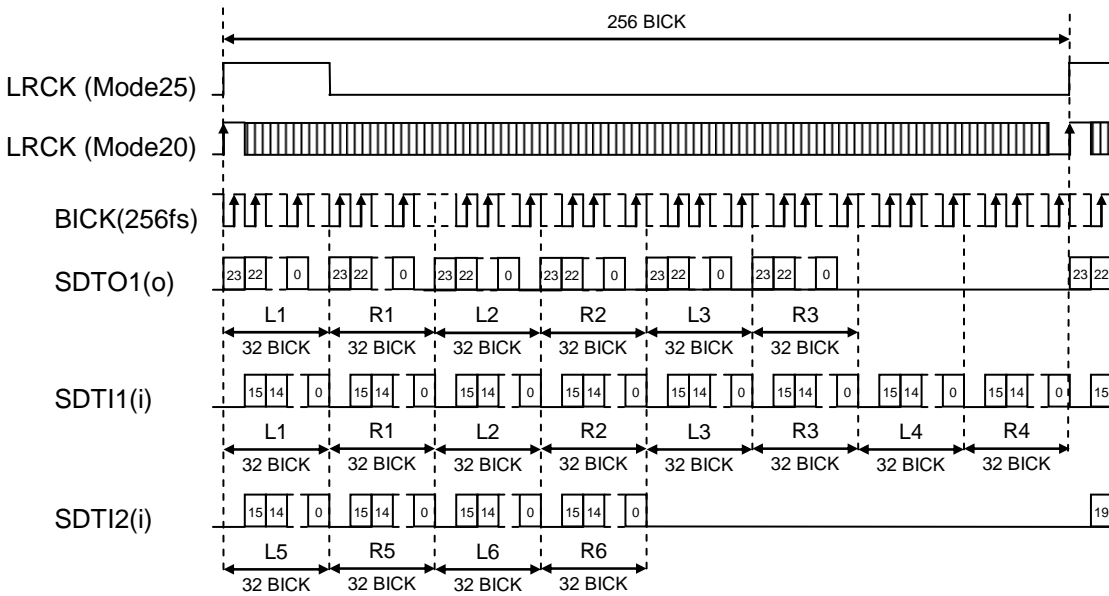 256 BICK
LRCK (Mode25)
LRCK (Mode20)
BICK(256fs)
SDTO1(o)
23 22 0 23 22 0 23 22 0 23 22 0 23 22 0 23 22 0 23 22
L1 R1 L2 R2 L3 R3
32 BICK 32 BICK 32 BICK 32 BICK 32 BICK 32 BICK
SDTI1(i)
15 14 0 15 14 0 15 14 0 15 14 0 15 14 0 15 14 0 15 14 0 15 14 0 15
L1 R1 L2 R2 L3 R3 L4 R4
32 BICK 32 BICK 32 BICK 32 BICK 32 BICK 32 BICK 32 BICK 32 BICK
SDTI2(i)
15 14 0 15 14 0 15 14 0 15 14 0 19
L5 R5 L6 R6
32 BICK 32 BICK 32 BICK 32 BICK